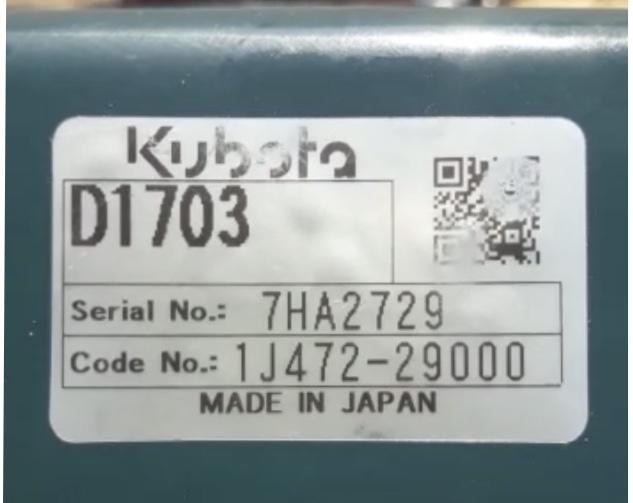 Kubota
D1703
Serial No.: 7HA2729
Code No.: 1J472-29000
MADE IN JAPAN